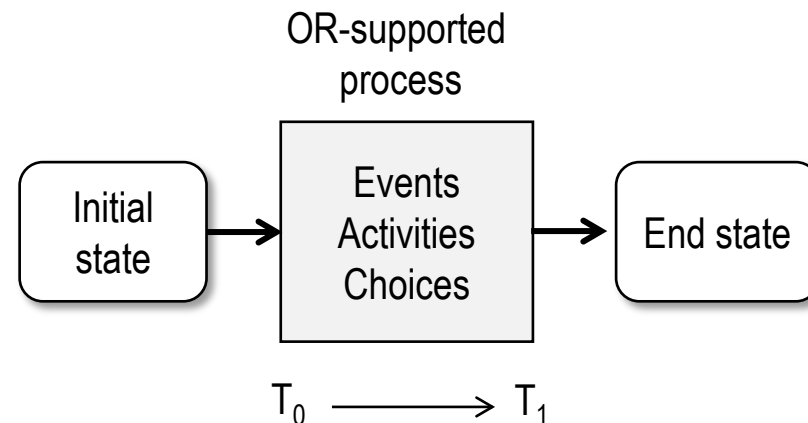 OR-supported
process
Initial
state
Events
Activities
Choices
End state
T₀ T₁